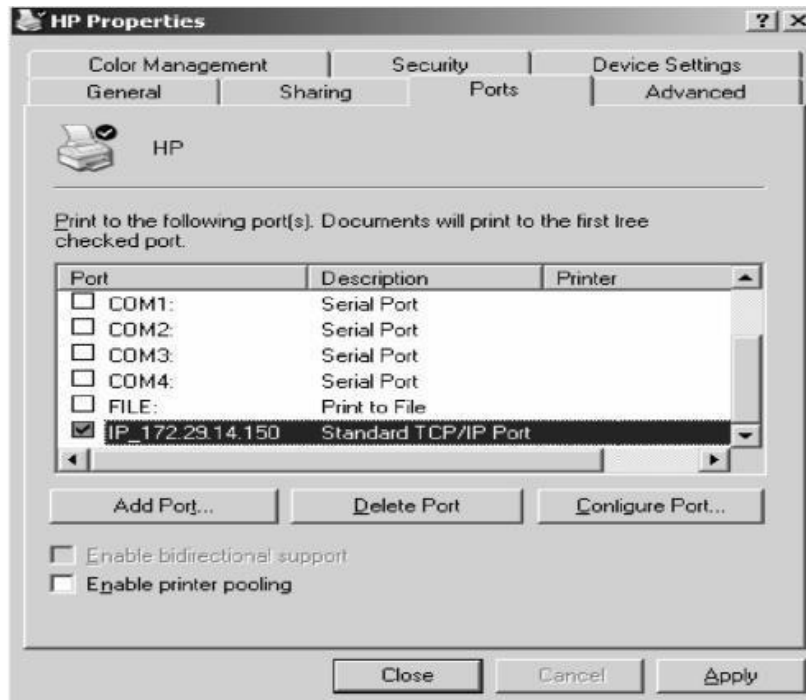 HP Properties
Color Management Security Device Settings
General Sharing Ports Advanced
HP
Print to the following port(s). Documents will print to the first free
checked port.
Port Description Printer
COM1: Serial Port
COM2: Serial Port
COM3: Serial Port
COM4: Serial Port
FILE: Print to File
IP_172.29.14.150 Standard TCP/IP Port
Add Port... Delete Port Configure Port...
Enable bidirectional support
Enable printer pooling
Close Cancel Apply